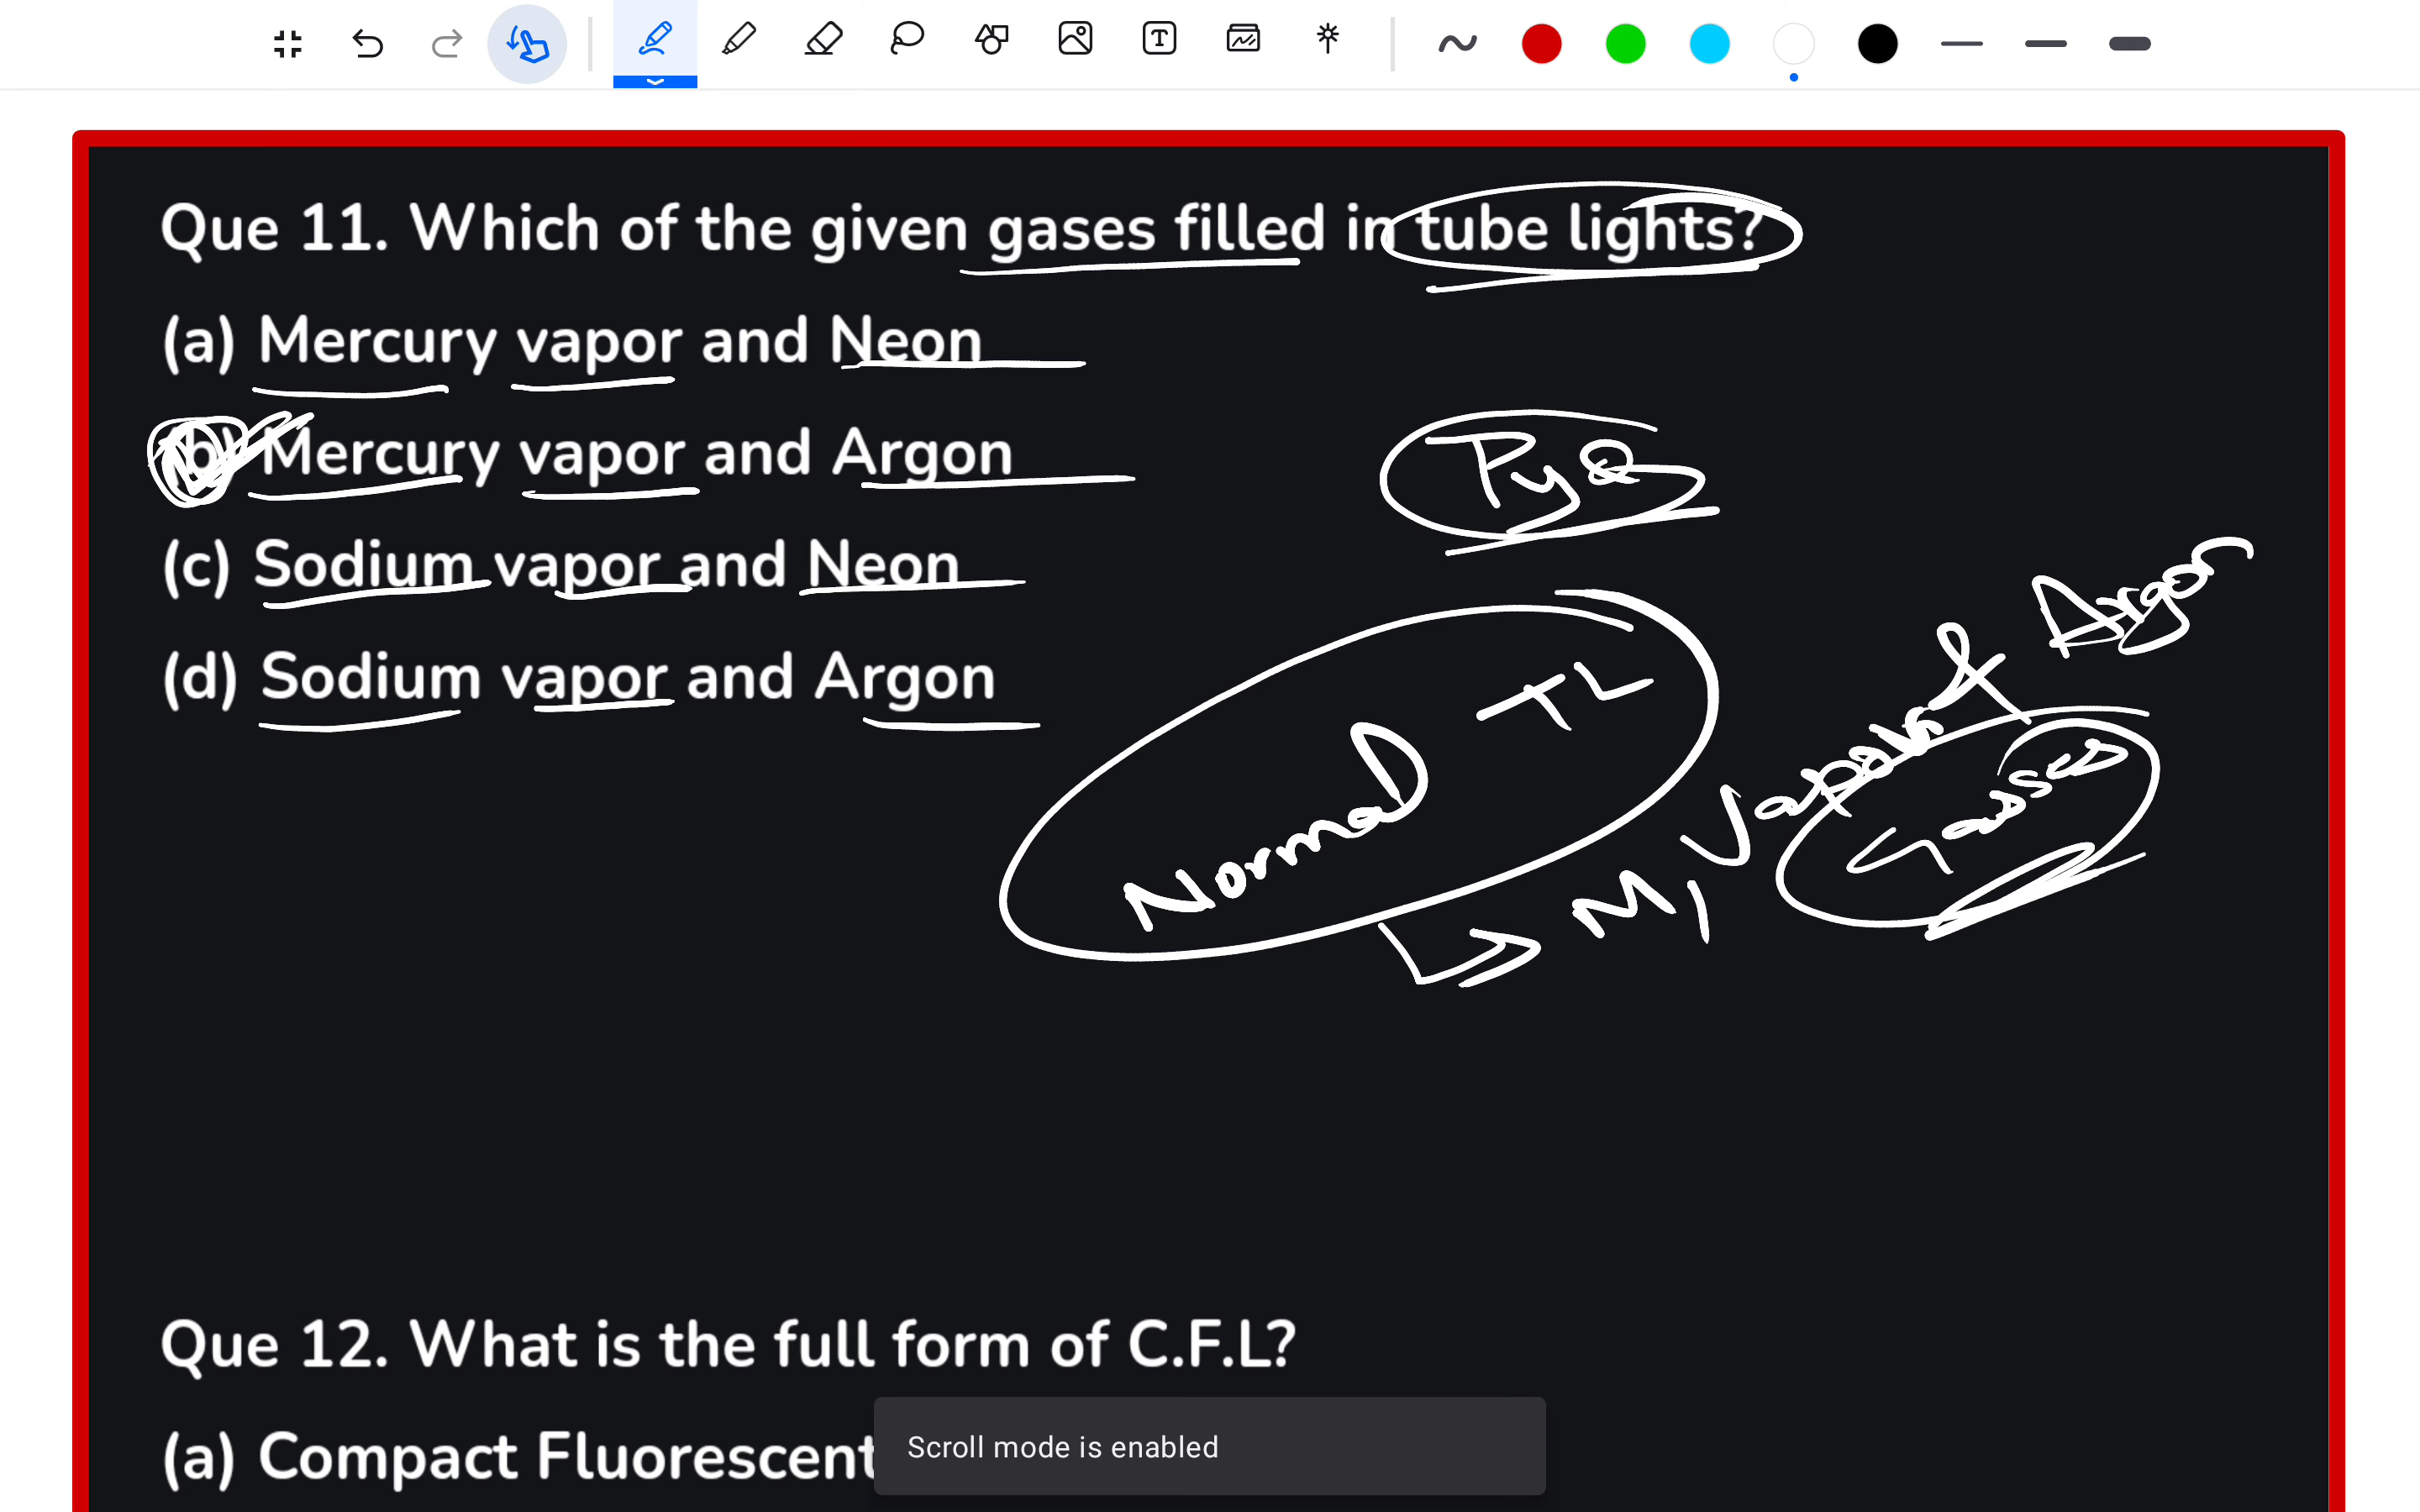 Que 11. Which of the given gases filled in tube lights?
(a) Mercury vapor and Neon
(b) Mercury vapor and Argon
(c) Sodium vapor and Neon
(d) Sodium vapor and Argon
PYQ
Normal TL
M, Vapour & Argon
Gases
Que 12. What is the full form of C.F.L?
(a) Compact Fluorescent
Scroll mode is enabled